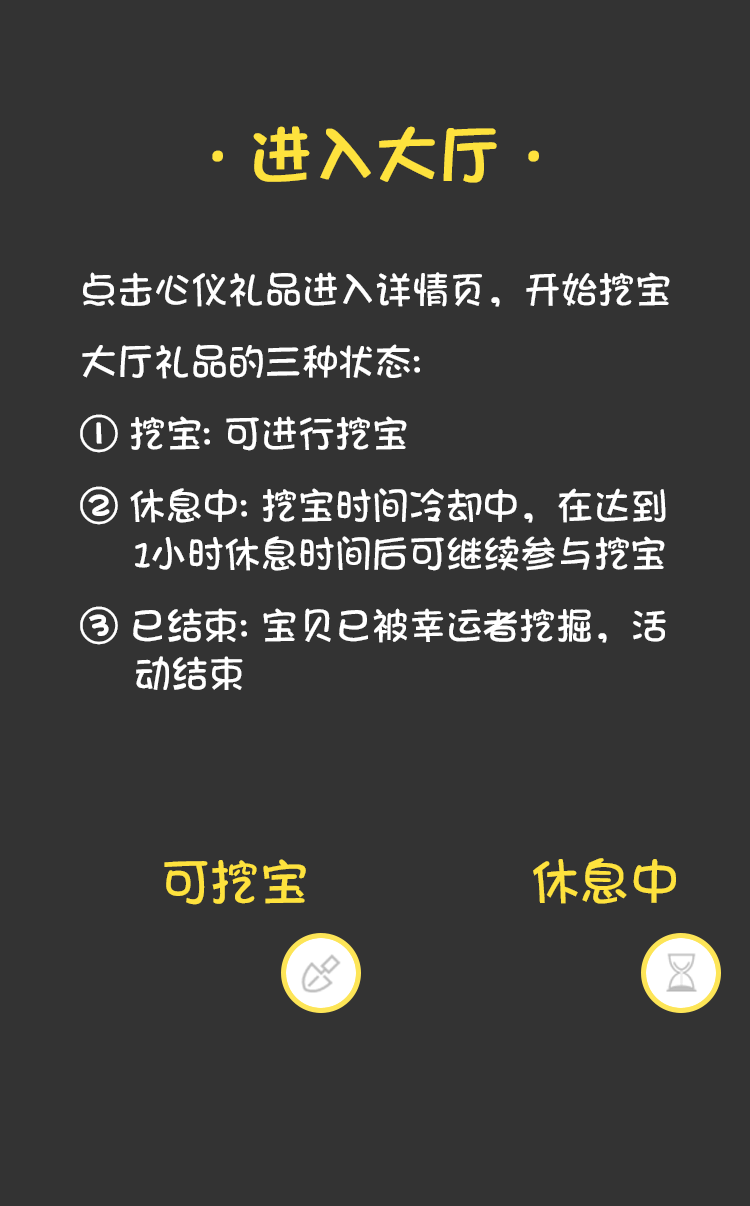 · 进入大厅 ·
点击心仪礼品进入详情页，开始挖宝
大厅礼品的三种状态:
① 挖宝: 可进行挖宝
② 休息中: 挖宝时间冷却中，在达到
1小时休息时间后可继续参与挖宝
③ 已结束: 宝贝已被幸运者挖掘，活
动结束
可挖宝
休息中